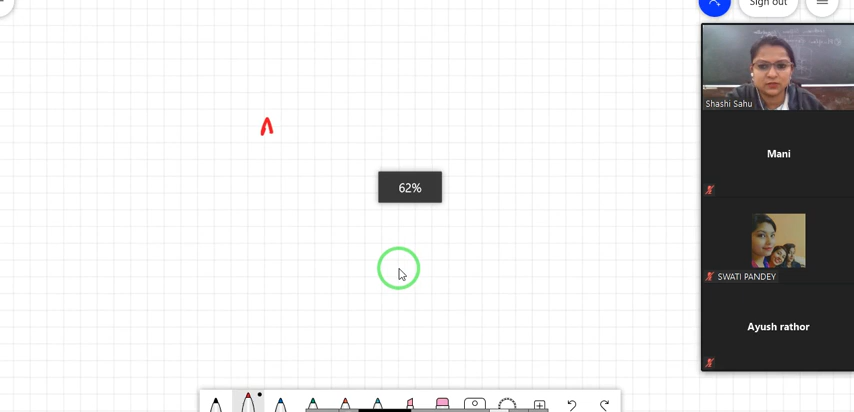 Sign out
Shashi Sahu
Mani
62%
SWATI PANDEY
Ayush rathor